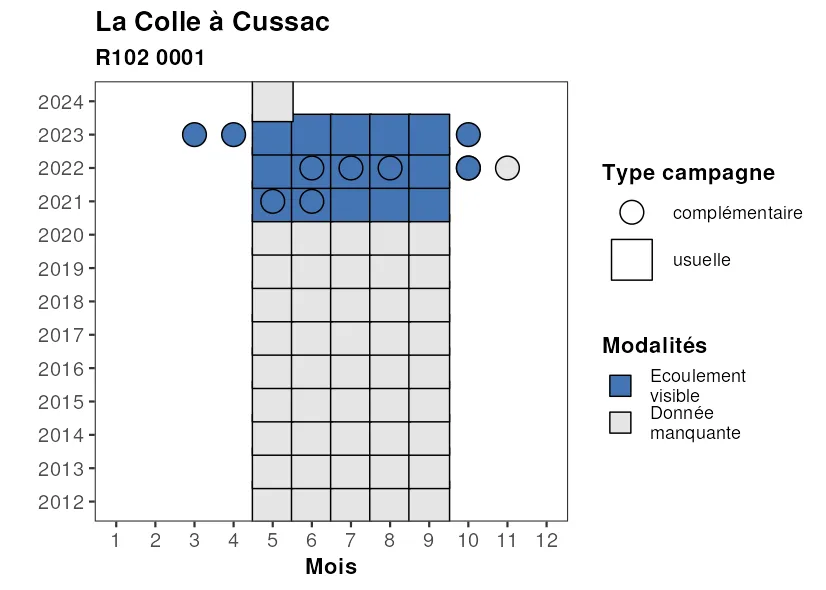 La Colle à Cussac
R102 0001
2024
2023
2022
2021
2020
2019
2018
2017
2016
2015
2014
2013
2012
1 2 3 4 5 6 7 8 9 10 11 12
Mois
Type campagne
complémentaire
usuelle
Modalités
Ecoulement
visible
Donnée
manquante